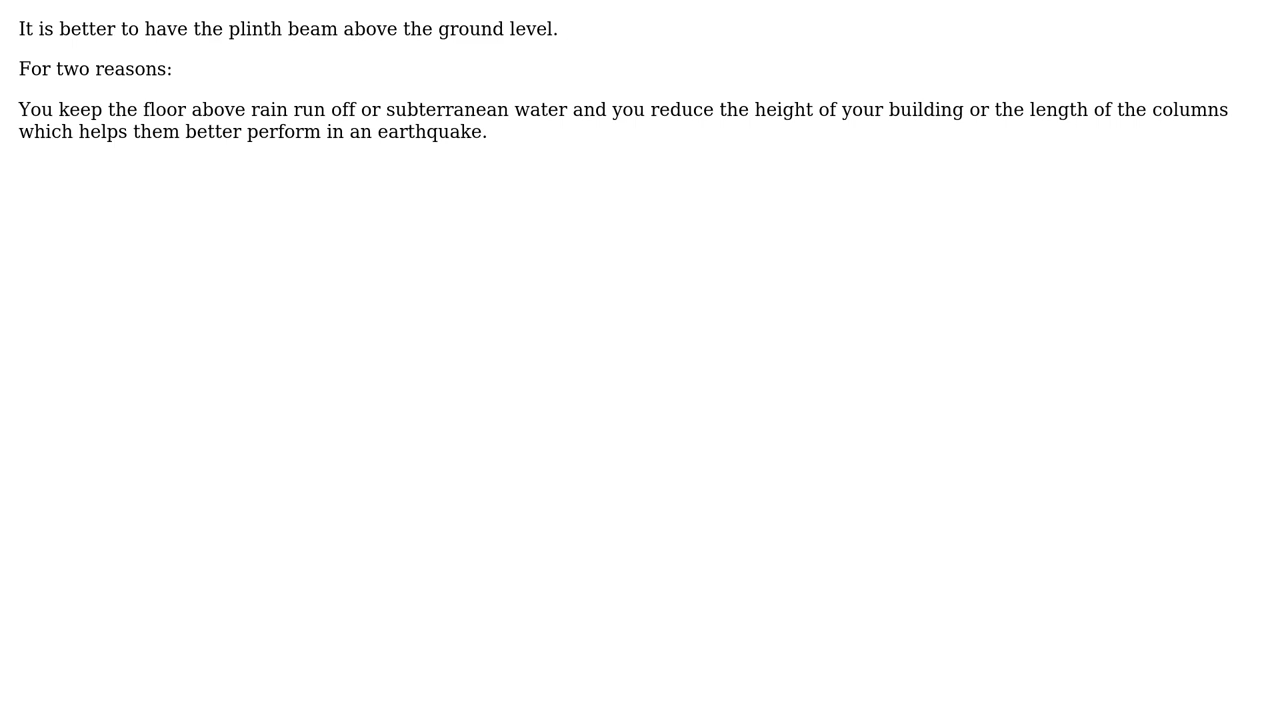 It is better to have the plinth beam above the ground level.
For two reasons:
You keep the floor above rain run off or subterranean water and you reduce the height of your building or the length of the columns
which helps them better perform in an earthquake.